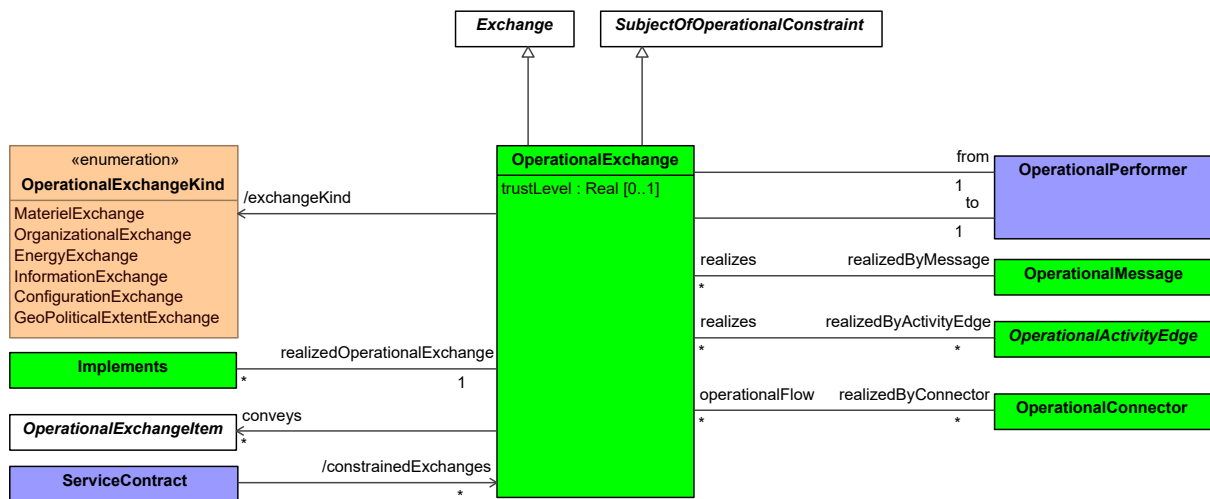 Exchange
SubjectOfOperationalConstraint
«enumeration»
OperationalExchangeKind
MaterielExchange
OrganizationalExchange
EnergyExchange
InformationExchange
ConfigurationExchange
GeoPoliticalExtentExchange
/exchangeKind
OperationalExchange
trustLevel : Real [0..1]
from
1
to
1
OperationalPerformer
realizes
*
realizedByMessage
OperationalMessage
realizes
*
realizedByActivityEdge
*
OperationalActivityEdge
operationalFlow
*
realizedByConnector
*
OperationalConnector
Implements
*
realizedOperationalExchange
1
OperationalExchangeItem
conveys
*
ServiceContract
/constrainedExchanges
*